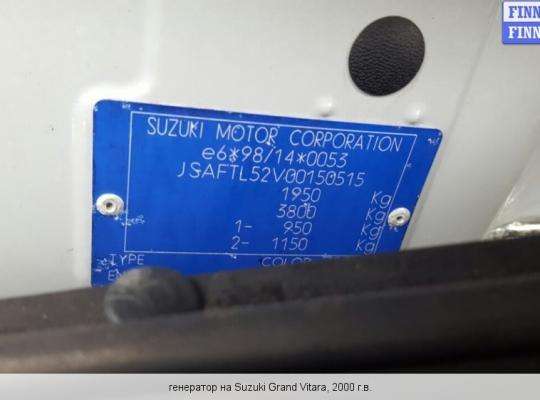 FINN
FINN
SUZUKI MOTOR CORPORATION
e6*98/14*0053
JSAFTL52V00150515
1950 Kg
3800 Kg
1- 950 Kg
2- 1150 Kg
TYPE COLOR
генератор на Suzuki Grand Vitara, 2000 г.в.